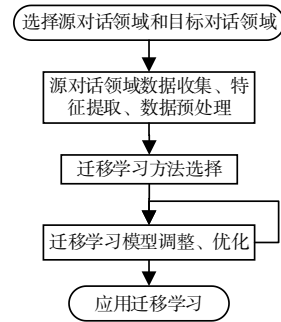 选择源对话领域和目标对话领域
源对话领域数据收集、特
征提取、数据预处理
迁移学习方法选择
迁移学习模型调整、优化
应用迁移学习